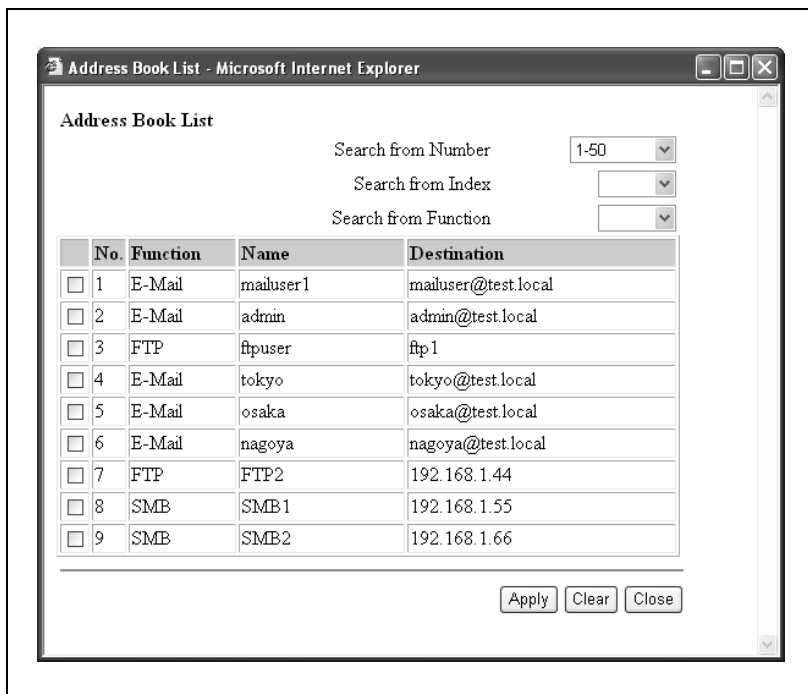 Address Book List - Microsoft Internet Explorer
Address Book List
Search from Number 1-50
Search from Index
Search from Function
No. Function Name Destination
1 E-Mail mailuser1 mailuser@test.local
2 E-Mail admin admin@test.local
3 FTP ftpuser ftp1
4 E-Mail tokyo tokyo@test.local
5 E-Mail osaka osaka@test.local
6 E-Mail nagoya nagoya@test.local
7 FTP FTP2 192.168.1.44
8 SMB SMB1 192.168.1.55
9 SMB SMB2 192.168.1.66
Apply Clear Close